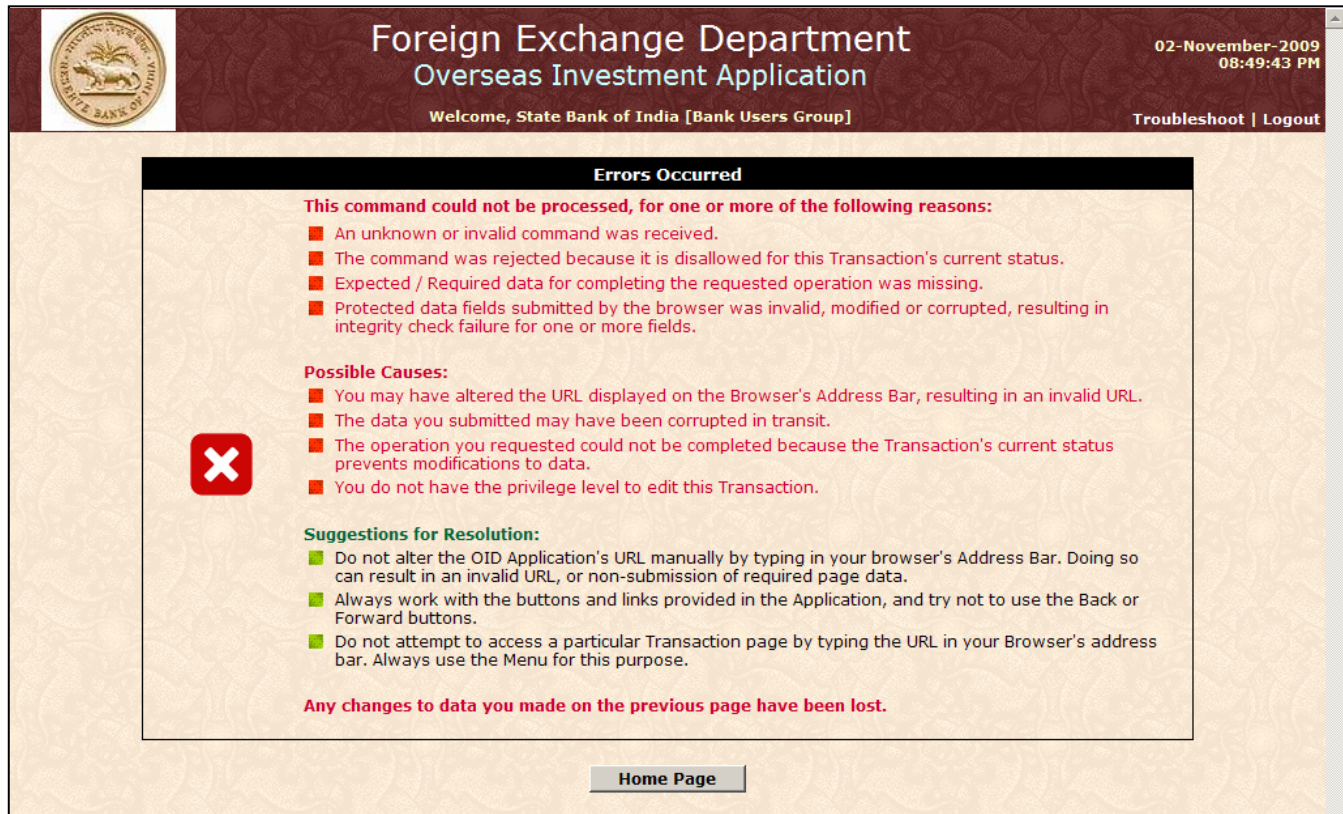 Foreign Exchange Department
Overseas Investment Application
Welcome, State Bank of India [Bank Users Group]
02-November-2009
08:49:43 PM
Troubleshoot | Logout
RESERVE BANK OF INDIA
Errors Occurred
This command could not be processed, for one or more of the following reasons:
An unknown or invalid command was received.
The command was rejected because it is disallowed for this Transaction's current status.
Expected / Required data for completing the requested operation was missing.
Protected data fields submitted by the browser was invalid, modified or corrupted, resulting in
integrity check failure for one or more fields.
Possible Causes:
You may have altered the URL displayed on the Browser's Address Bar, resulting in an invalid URL.
The data you submitted may have been corrupted in transit.
The operation you requested could not be completed because the Transaction's current status
prevents modifications to data.
You do not have the privilege level to edit this Transaction.
Suggestions for Resolution:
Do not alter the OID Application's URL manually by typing in your browser's Address Bar. Doing so
can result in an invalid URL, or non-submission of required page data.
Always work with the buttons and links provided in the Application, and try not to use the Back or
Forward buttons.
Do not attempt to access a particular Transaction page by typing the URL in your Browser's address
bar. Always use the Menu for this purpose.
Any changes to data you made on the previous page have been lost.
Home Page